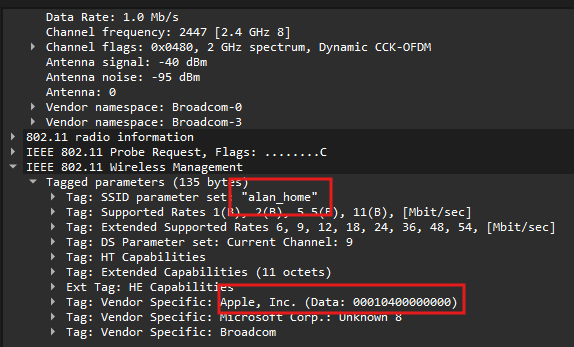 Data Rate: 1.0 Mb/s
Channel frequency: 2447 [2.4 GHz 8]
Channel flags: 0x0480, 2 GHz spectrum, Dynamic CCK-OFDM
Antenna signal: -40 dBm
Antenna noise: -95 dBm
Antenna: 0
Vendor namespace: Broadcom-0
Vendor namespace: Broadcom-3
802.11 radio information
IEEE 802.11 Probe Request, Flags: ........C
IEEE 802.11 Wireless Management
Tagged parameters (135 bytes)
Tag: SSID parameter set: "alan_home"
Tag: Supported Rates 1(B), 2(B), 5.5(B), 11(B), [Mbit/sec]
Tag: Extended Supported Rates 6, 9, 12, 18, 24, 36, 48, 54, [Mbit/sec]
Tag: DS Parameter set: Current Channel: 9
Tag: HT Capabilities
Tag: Extended Capabilities (11 octets)
Ext Tag: HE Capabilities
Tag: Vendor Specific: Apple, Inc. (Data: 00010400000000)
Tag: Vendor Specific: Microsoft Corp.: Unknown 8
Tag: Vendor Specific: Broadcom